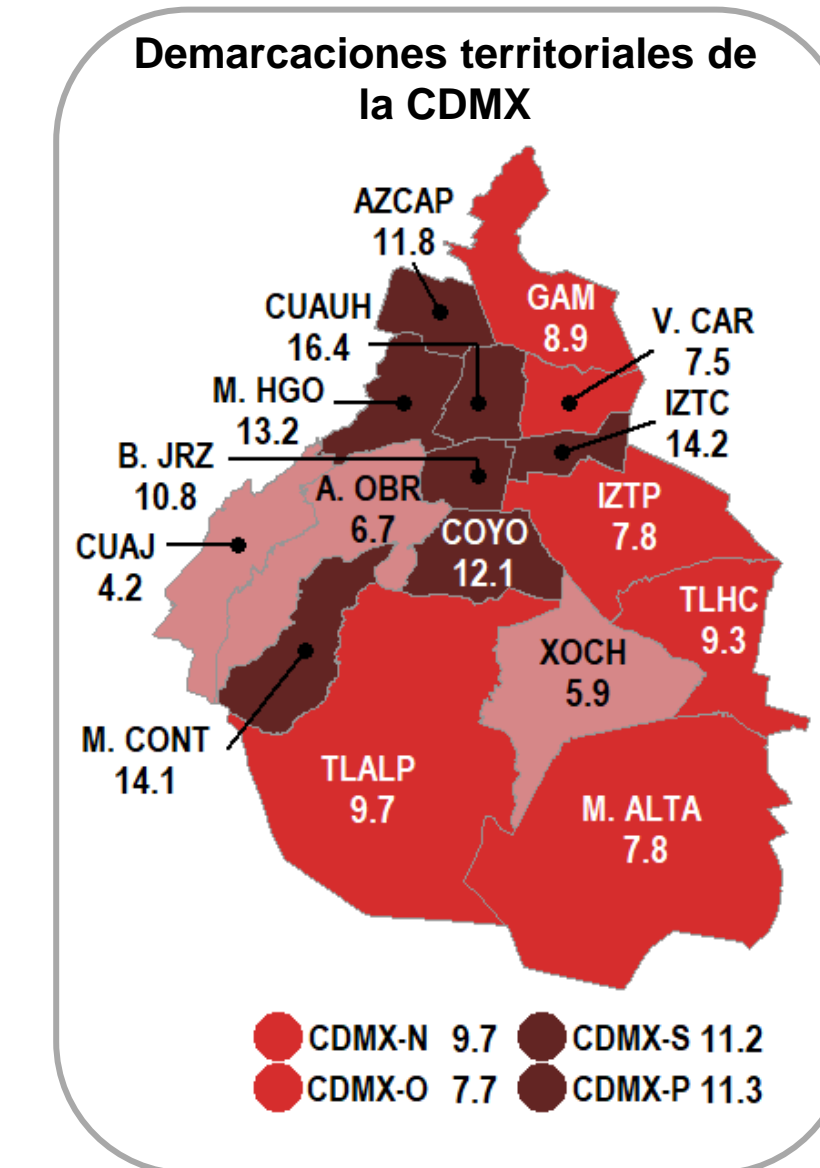 Demarcaciones territoriales de
la CDMX
AZCAP
11.8
CUAUH
16.4
GAM
8.9
V. CAR
7.5
M. HGO
13.2
IZTC
14.2
B. JRZ
10.8
A. OBR
6.7
IZTP
7.8
COYO
12.1
CUAJ
4.2
TLHC
9.3
XOCH
5.9
M. CONT
14.1
TLALP
9.7
M. ALTA
7.8
CDMX-N 9.7 CDMX-S 11.2
CDMX-O 7.7 CDMX-P 11.3